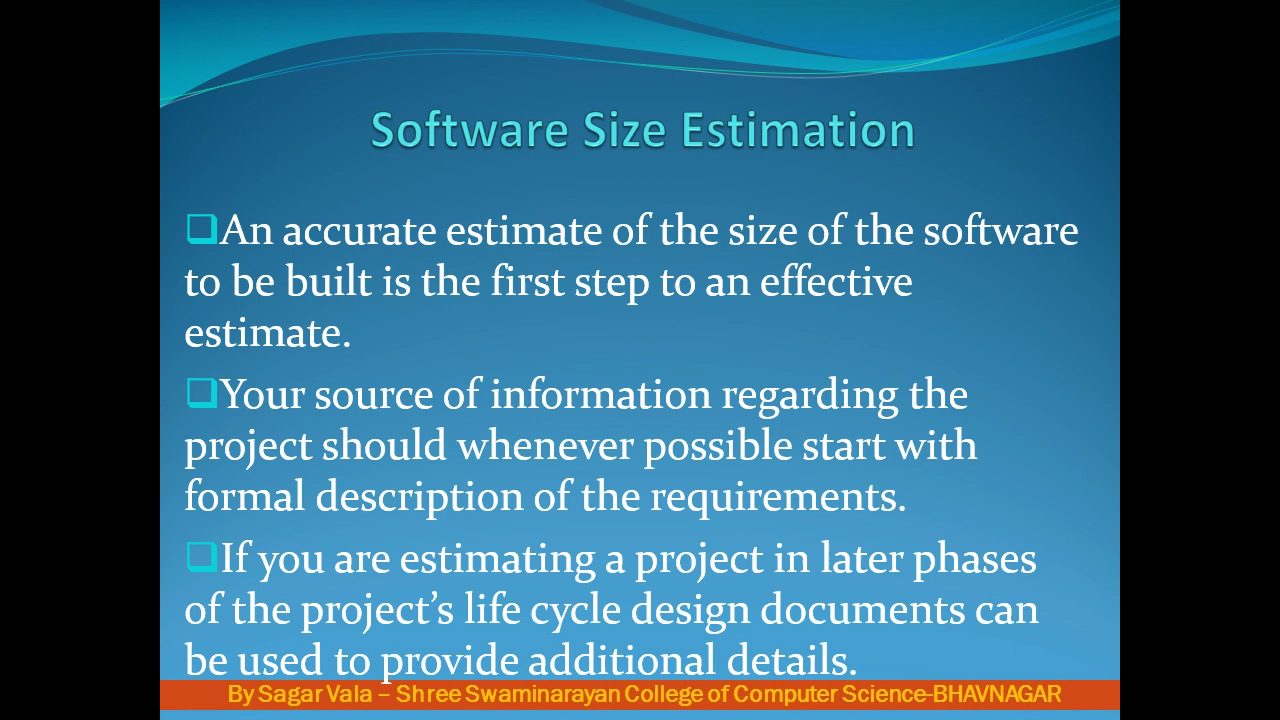 Software Size Estimation
❑An accurate estimate of the size of the software
to be built is the first step to an effective
estimate.
❑Your source of information regarding the
project should whenever possible start with
formal description of the requirements.
❑If you are estimating a project in later phases
of the project’s life cycle design documents can
be used to provide additional details.
By Sagar Vala – Shree Swaminarayan College of Computer Science-BHAVNAGAR